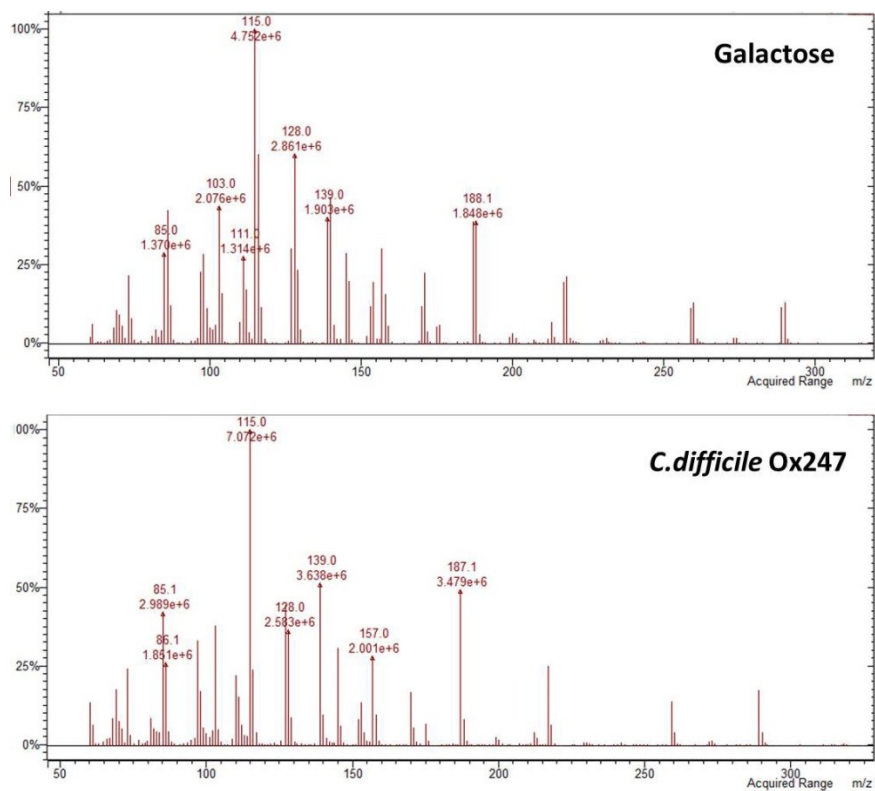 115.0
100%
4.752e+6
Galactose
75%
128.0
2.861e+6
50%
103.0
2.076e+6
139.0
1.903e+6
188.1
1.848e+6
85.0
1.370e+6
111.0
1.314e+6
25%
0%
50 100 150 200 250 300
Acquired Range m/z
115.0
00%
7.072e+6
C.difficile Ox247
75%
139.0
3.638e+6
187.1
3.479e+6
50%
85.1
2.989e+6
128.0
2.583e+6
86.1
1.851e+6
157.0
2.001e+6
25%
0%
50 100 150 200 250 300
Acquired Range m/z